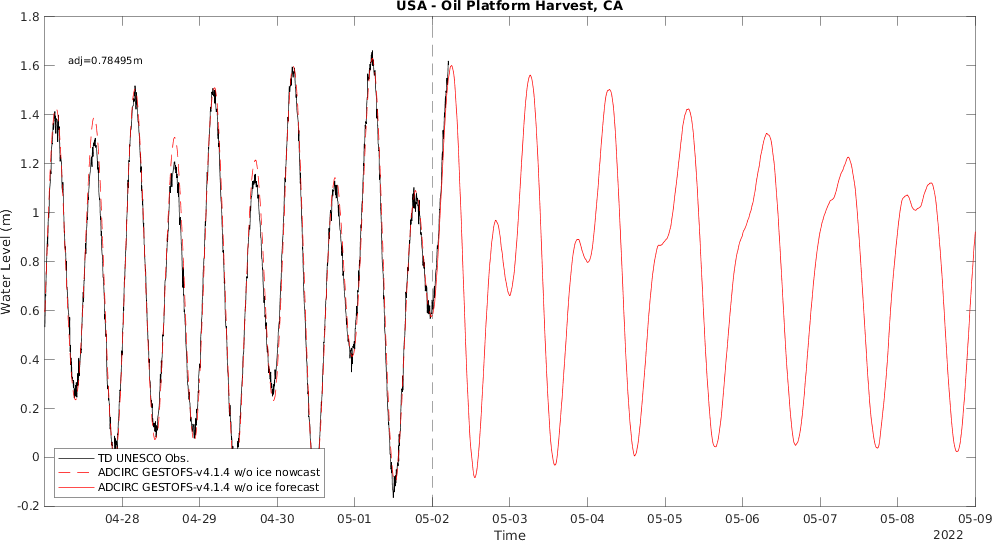 USA - Oil Platform Harvest, CA
1.8
1.6
1.4
1.2
1
0.8
0.6
0.4
0.2
0
-0.2
Water Level (m)
adj=0.78495m
TD UNESCO Obs.
ADCIRC GESTOFS-v4.1.4 w/o ice nowcast
ADCIRC GESTOFS-v4.1.4 w/o ice forecast
04-28 04-29 04-30 05-01 05-02 05-03 05-04 05-05 05-06 05-07 05-08 05-09
Time
2022